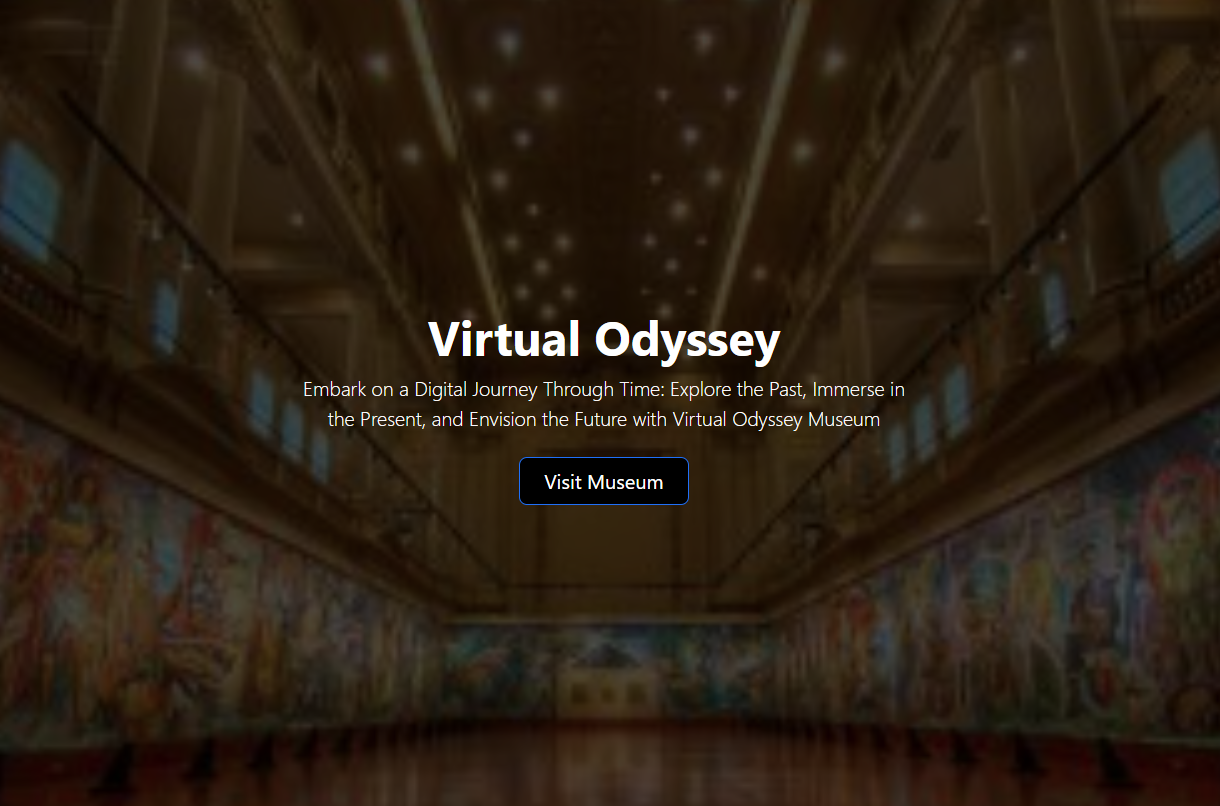 Virtual Odyssey
Embark on a Digital Journey Through Time: Explore the Past, Immerse in
the Present, and Envision the Future with Virtual Odyssey Museum
Visit Museum